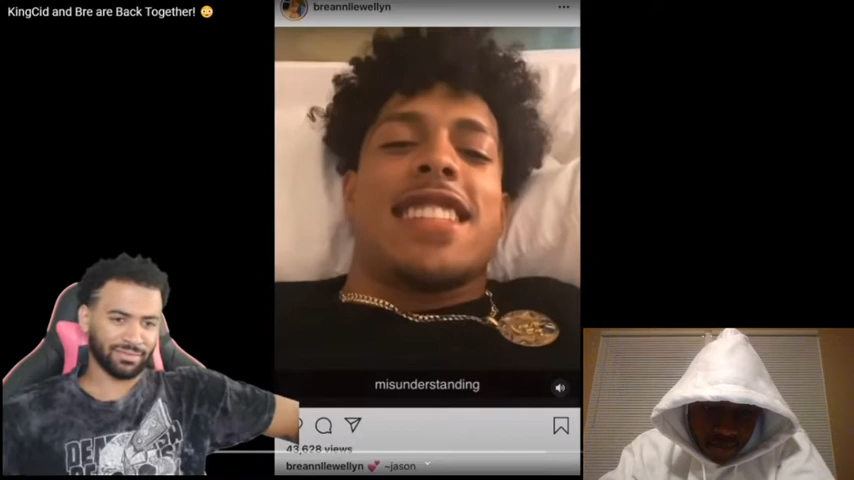 KingCid and Bre are Back Together! 😳
breannllewellyn
misunderstanding
43,628 views
breannllewellyn 💕 ~jason